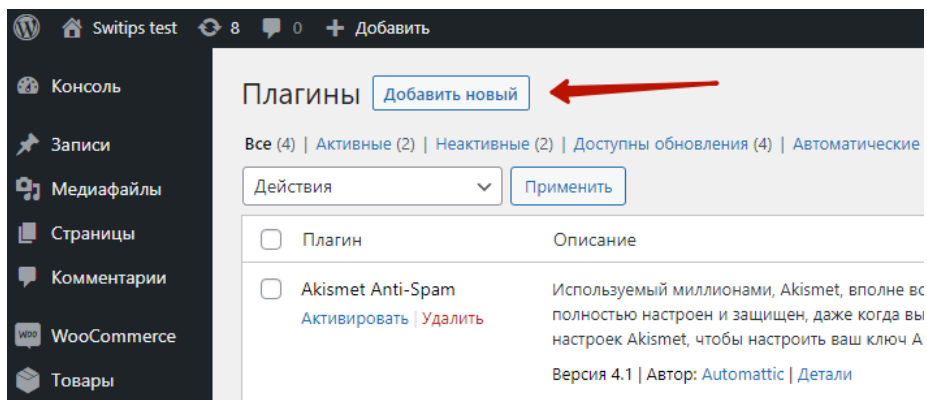 Switips test 8 0 Добавить
Консоль
Записи
Медиафайлы
Страницы
Комментарии
WOO WooCommerce
Товары
Плагины Добавить новый
Все (4) | Активные (2) | Неактивные (2) | Доступны обновления (4) | Автоматические
Действия Применить
Плагин Описание
Akismet Anti-Spam
Активировать | Удалить
Используемый миллионами, Akismet, вполне
полностью настроен и защищен, даже когда
настроек Akismet, чтобы настроить ваш ключ
Версия 4.1 | Автор: Automattic | Детали